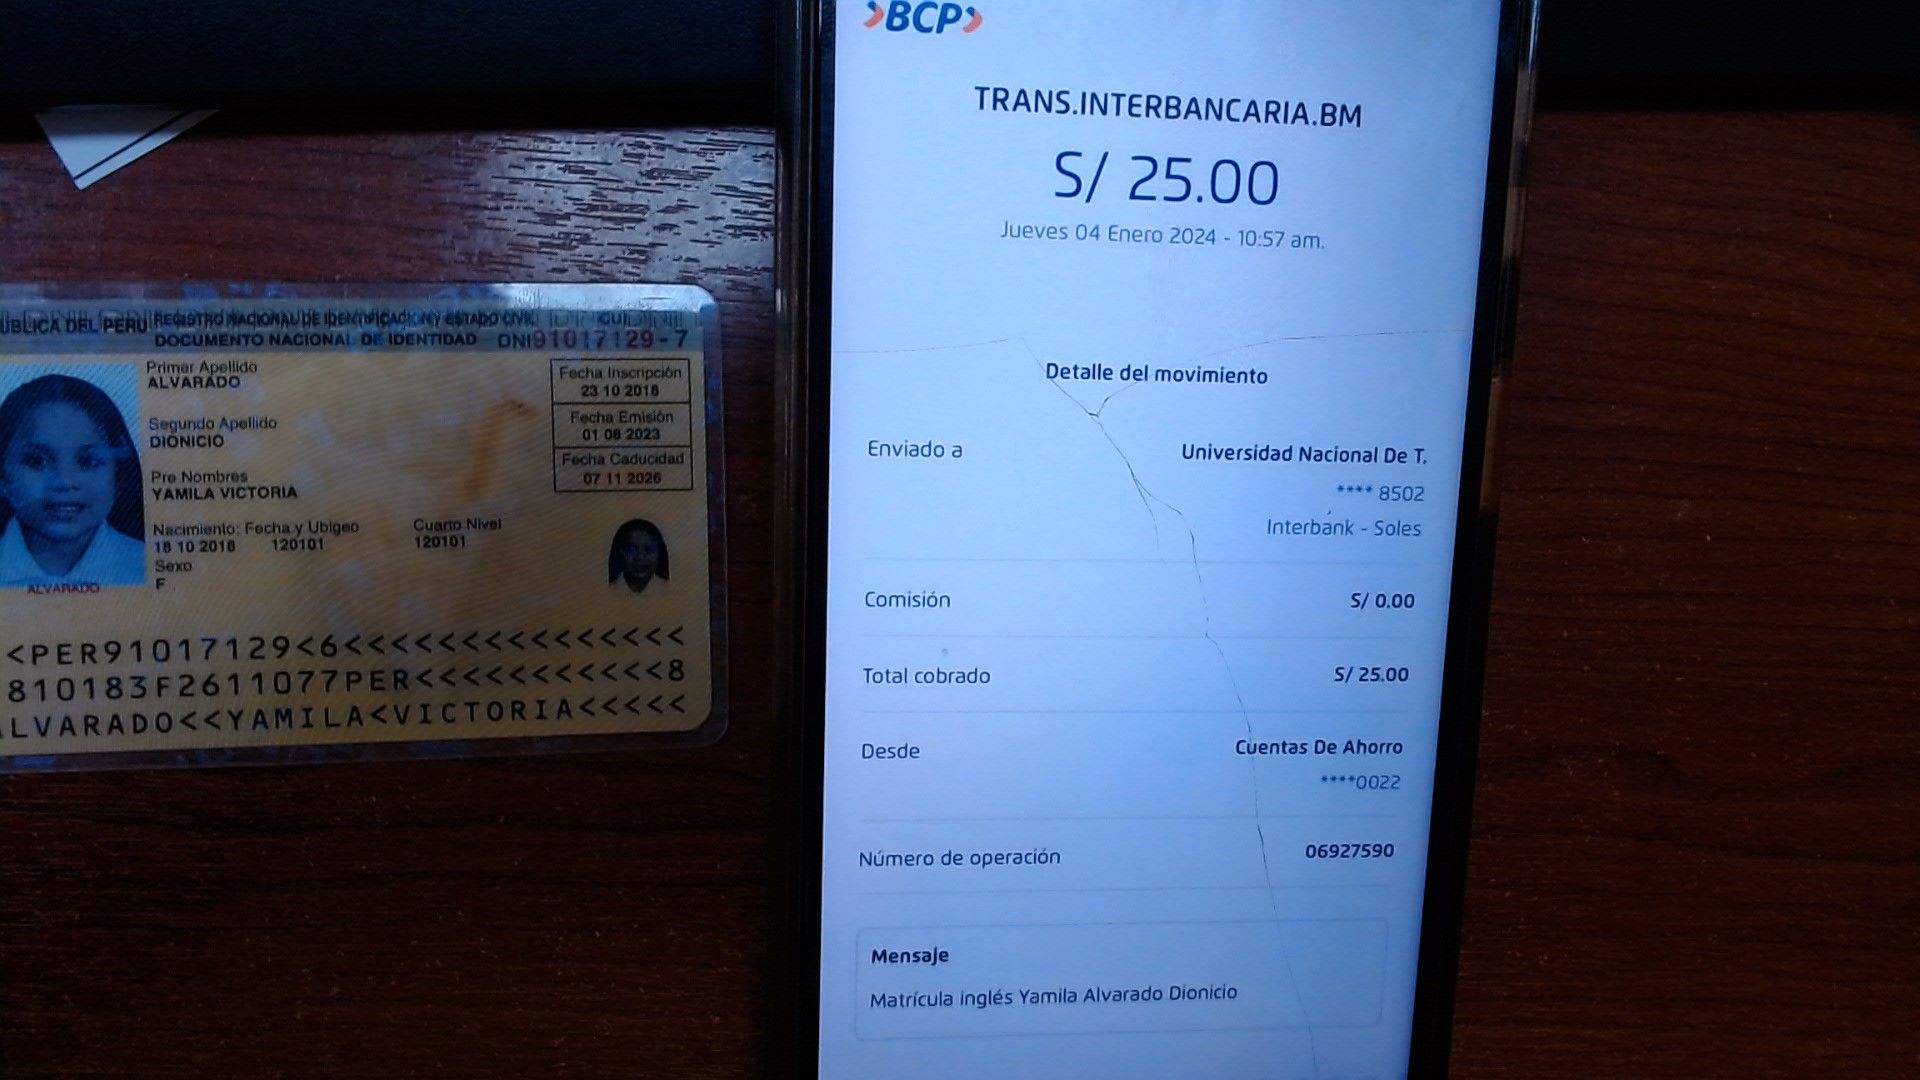 ÚBLICA DEL PERÚ REGISTRO NACIONAL DE IDENTIFICACION Y ESTADO CIVIL CUI
DOCUMENTO NACIONAL DE IDENTIDAD DNI 91017129 - 7
Primer Apellido
ALVARADO
Segundo Apellido
DIONICIO
Pre Nombres
YAMILA VICTORIA
Nacimiento: Fecha y Ubigeo
18 10 2018 120101
Cuarto Nivel
120101
Sexo
F
Fecha Inscripción
23 10 2018
Fecha Emisión
01 08 2023
Fecha Caducidad
07 11 2026
ALVARADO
<PER91017129<6<<<<<<<<<<<<<<<
810183F2611077PER<<<<<<<<<<<8
LVARADO<<YAMILA<VICTORIA<<<<<
BCP
TRANS.INTERBANCARIA.BM
S/ 25.00
Jueves 04 Enero 2024 - 10:57 am.
Detalle del movimiento
Enviado a Universidad Nacional De T.
**** 8502
Interbank - Soles
Comisión S/ 0.00
Total cobrado S/ 25.00
Desde Cuentas De Ahorro
****0022
Número de operación 06927590
Mensaje
Matrícula inglés Yamila Alvarado Dionicio